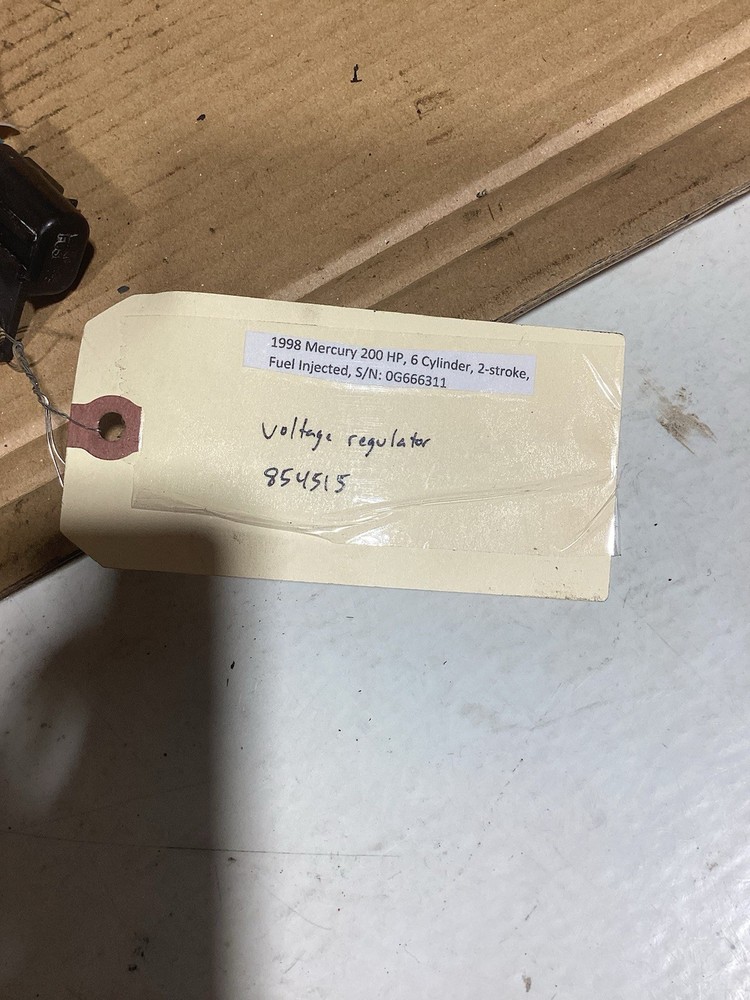 1998 Mercury 200 HP, 6 Cylinder, 2-stroke,
Fuel Injected, S/N: 0G666311
voltage regulator
854515